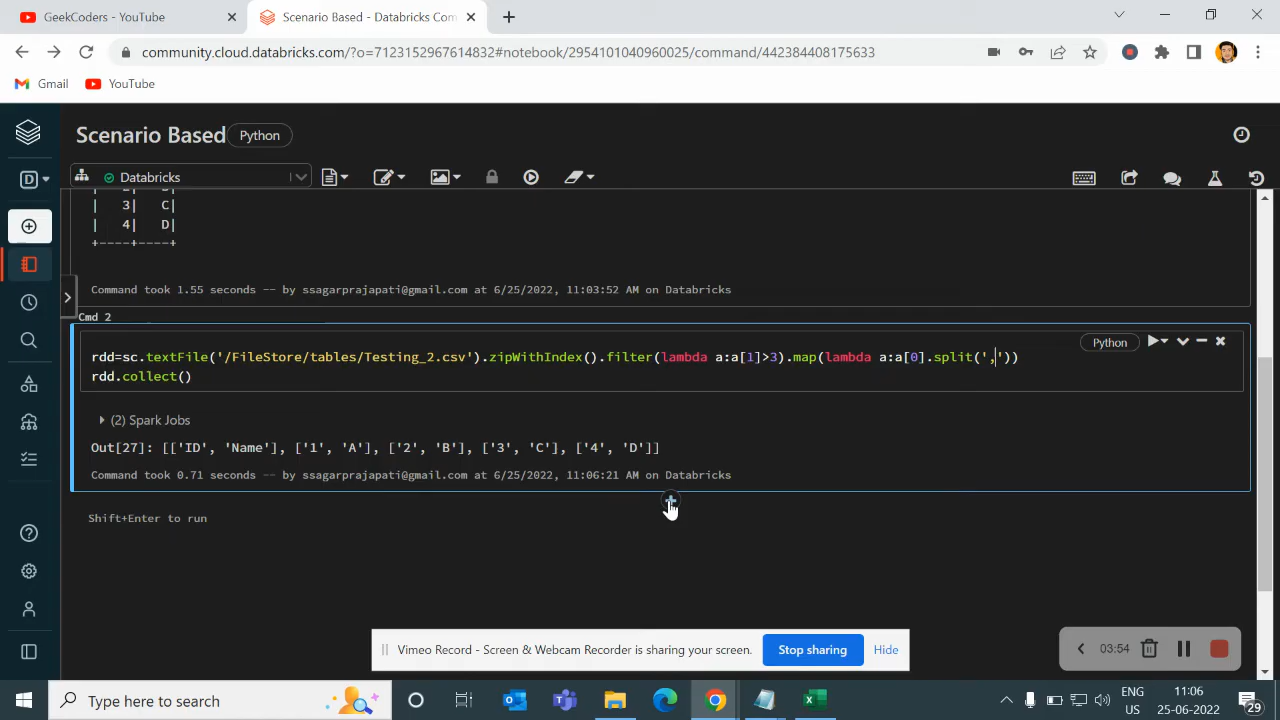 GeekCoders - YouTube
Scenario Based - Databricks Com
community.cloud.databricks.com/?o=7123152967614832#notebook/2954101040960025/command/442384408175633
Gmail
YouTube
Scenario Based
Python
D
Databricks
| 3| C|
| 4| D|
+----+----+
Command took 1.55 seconds -- by ssagarprajapati@gmail.com at 6/25/2022, 11:03:52 AM on Databricks
Cmd 2
Python
rdd=sc.textFile('/FileStore/tables/Testing_2.csv').zipWithIndex().filter(lambda a:a[1]>3).map(lambda a:a[0].split(','))
rdd.collect()
(2) Spark Jobs
Out[27]: [['ID', 'Name'], ['1', 'A'], ['2', 'B'], ['3', 'C'], ['4', 'D']]
Command took 0.71 seconds -- by ssagarprajapati@gmail.com at 6/25/2022, 11:06:21 AM on Databricks
Shift+Enter to run
Vimeo Record - Screen & Webcam Recorder is sharing your screen.
Stop sharing
Hide
03:54
Type here to search
ENG
US
11:06
25-06-2022
29